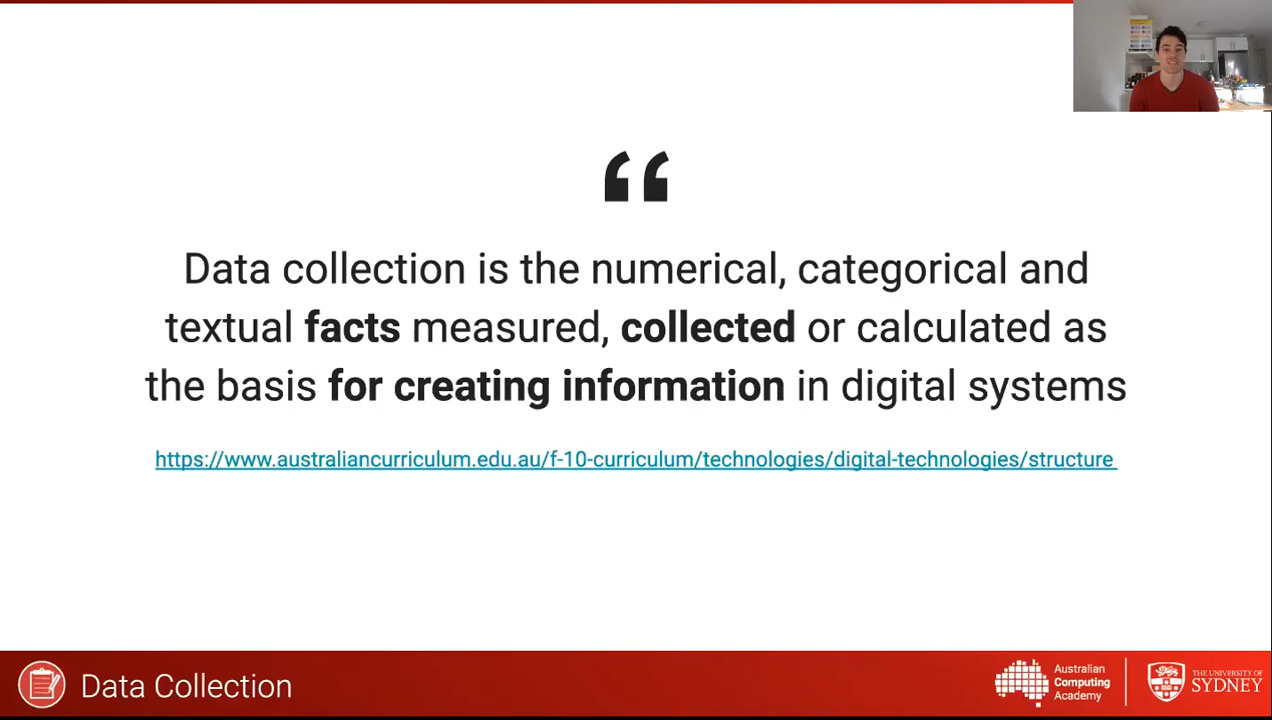 “
Data collection is the numerical, categorical and
textual facts measured, collected or calculated as
the basis for creating information in digital systems
https://www.australiancurriculum.edu.au/f-10-curriculum/technologies/digital-technologies/structure
Data Collection
Australian
Computing
Academy
THE UNIVERSITY OF
SYDNEY